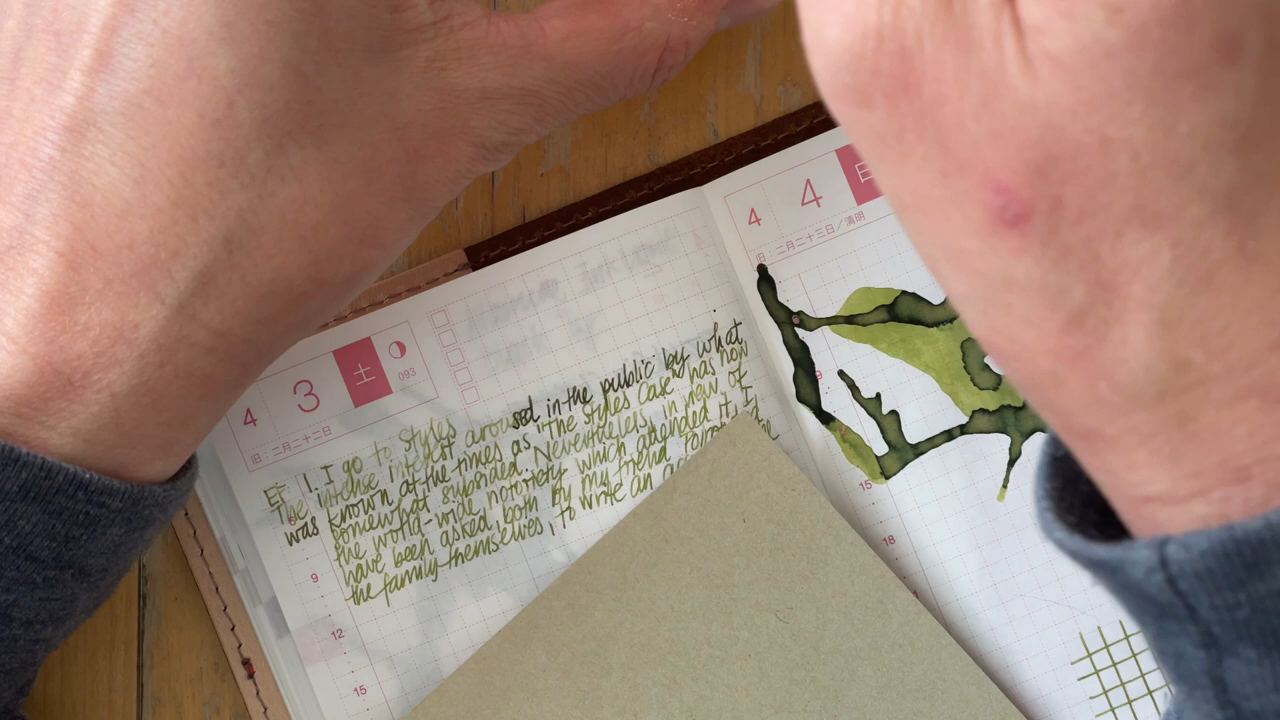 4 3 土
093
旧:二月二十二日
EF 1. I go to styles
The intense interest aroused in the public by what
was known at the times as "the Styles Case" has now
somewhat subsided. Nevertheless, in view of
the world-wide notoriety which attended it, I
have been asked, both by my friend
the family themselves, to write an
9
12
15
4 4 日
旧:二月二十三日/清明
9
15
18